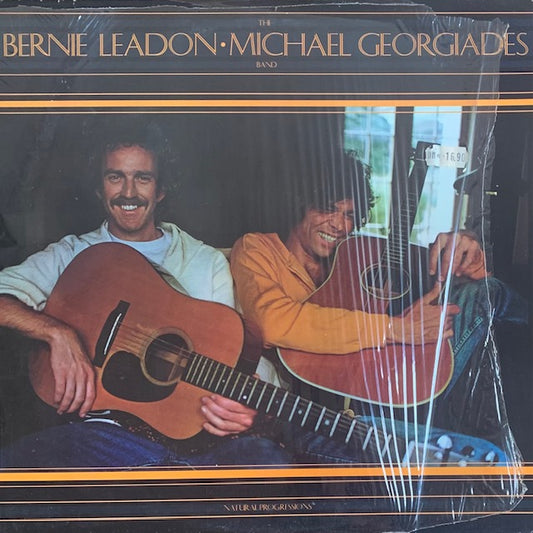 THE
BERNIE LEADON • MICHAEL GEORGIADES
BAND
16,90
"NATURAL PROGRESSIONS"